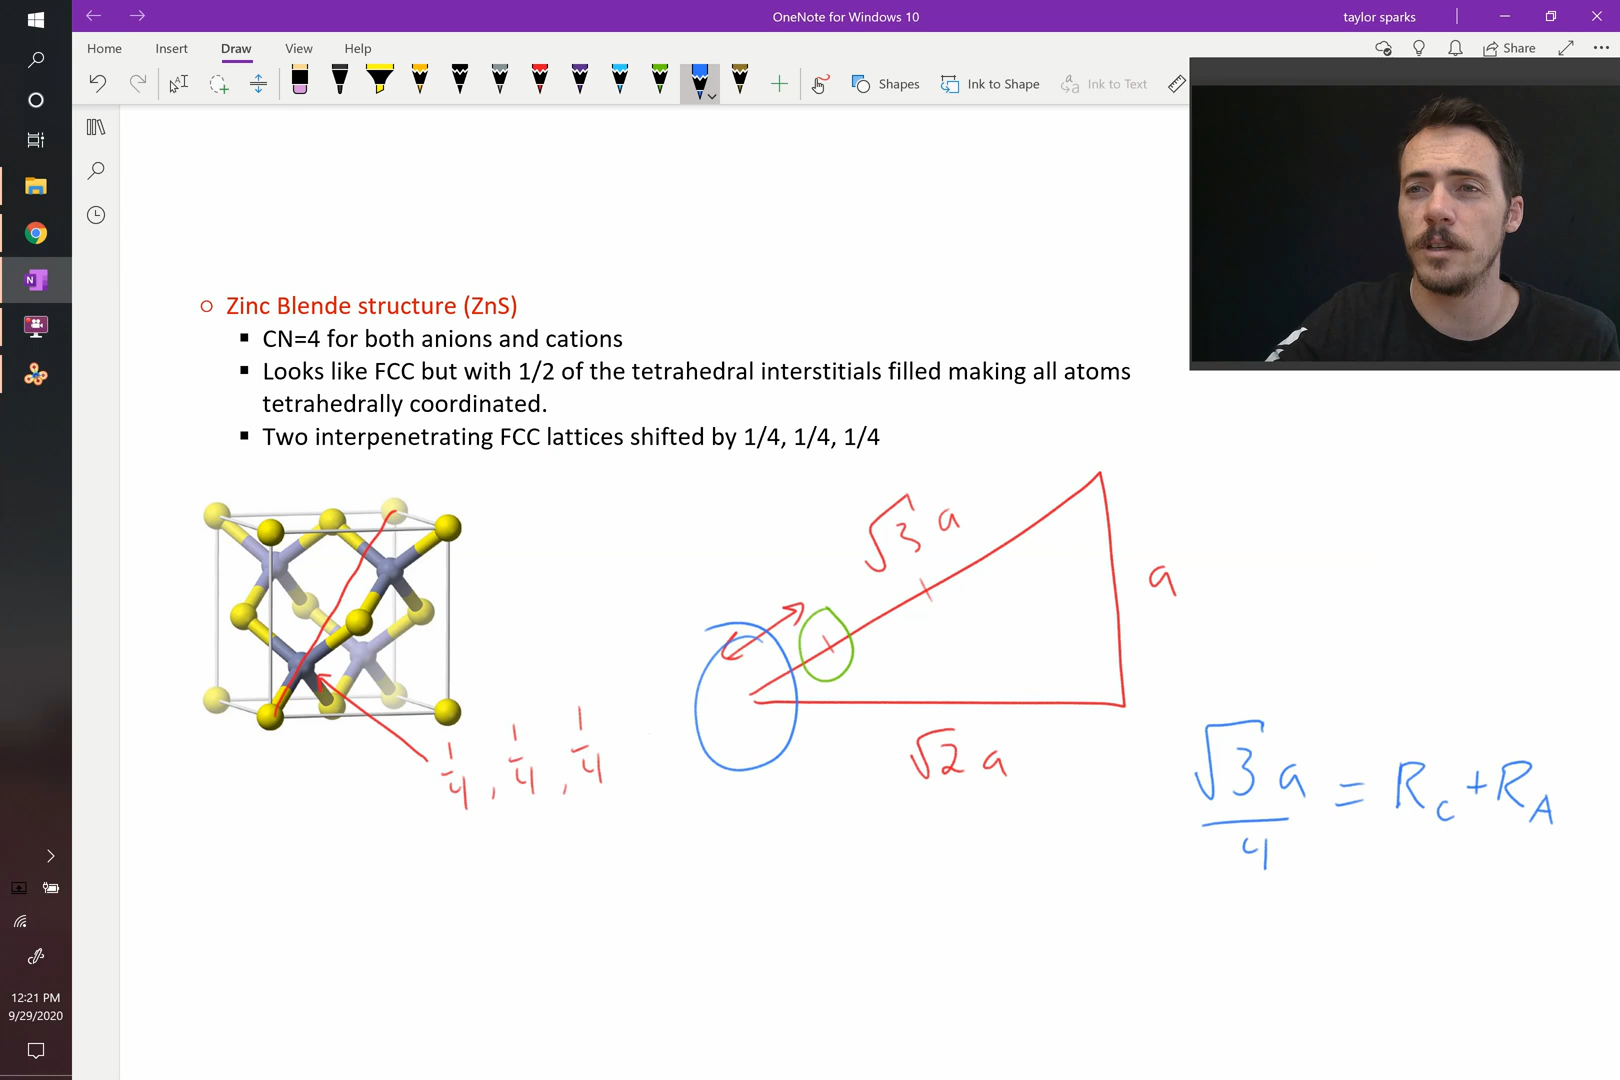 OneNote for Windows 10
taylor sparks
Home Insert Draw View Help
Share
Shapes
Ink to Shape
Ink to Text
○ Zinc Blende structure (ZnS)
▪ CN=4 for both anions and cations
▪ Looks like FCC but with 1/2 of the tetrahedral interstitials filled making all atoms
tetrahedrally coordinated.
▪ Two interpenetrating FCC lattices shifted by 1/4, 1/4, 1/4
√3 a
a
√2 a
1/4, 1/4, 1/4
√3 a/4 = R_C + R_A
12:21 PM
9/29/2020